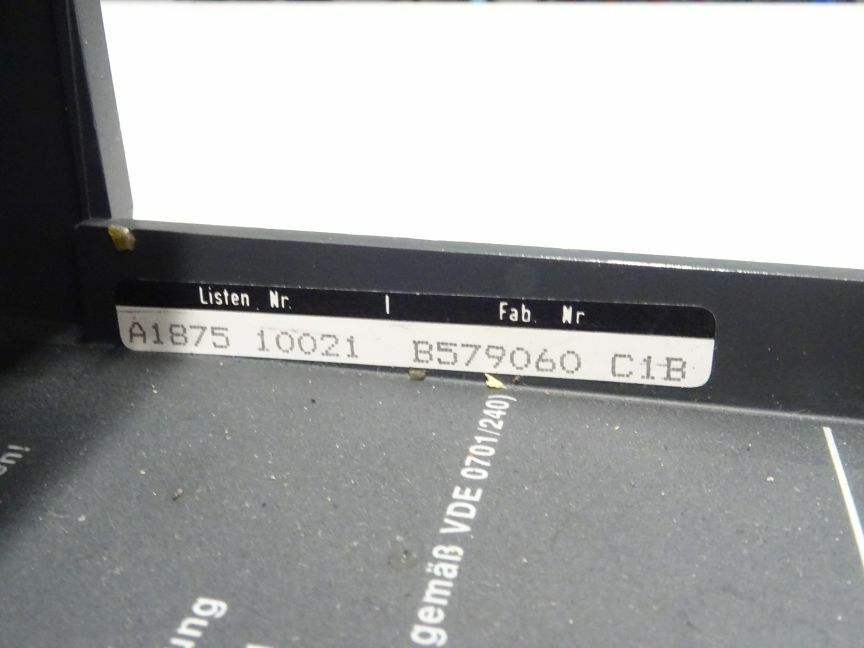 Listen Nr. | Fab. Nr
A1875 10021 B579060 C1B
gemäß VDE 0701/240)